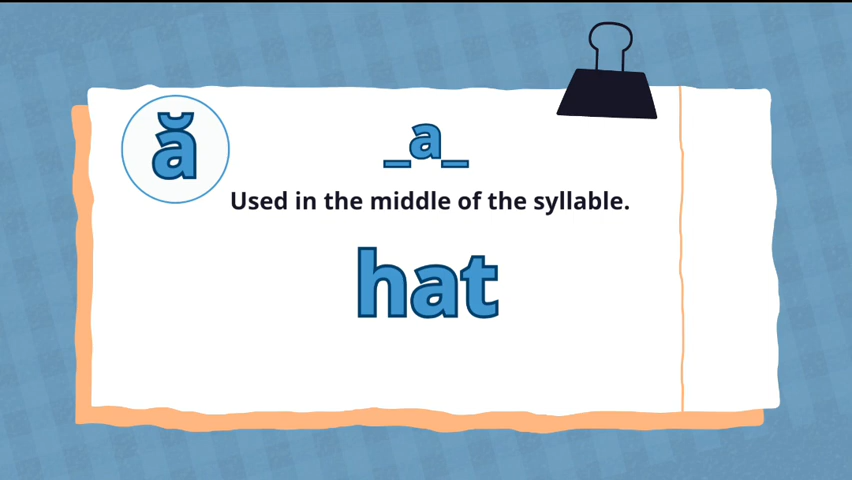 ă
_a_
Used in the middle of the syllable.
hat